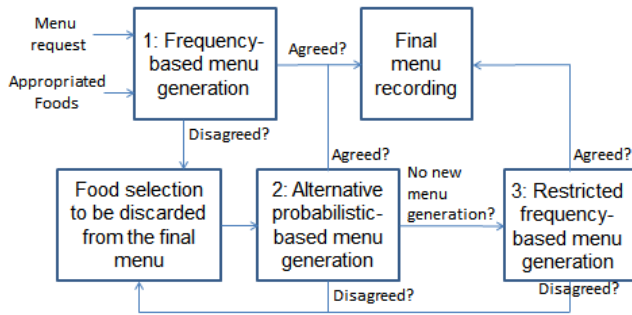 Menu
request
Appropriated
Foods
1: Frequency-
based menu
generation
Agreed?
Final
menu
recording
Disagreed?
Agreed?
No new
menu
generation?
Agreed?
Food selection
to be discarded
from the final
menu
2: Alternative
probabilistic-
based menu
generation
3: Restricted
frequency-
based menu
generation
Disagreed?
Disagreed?